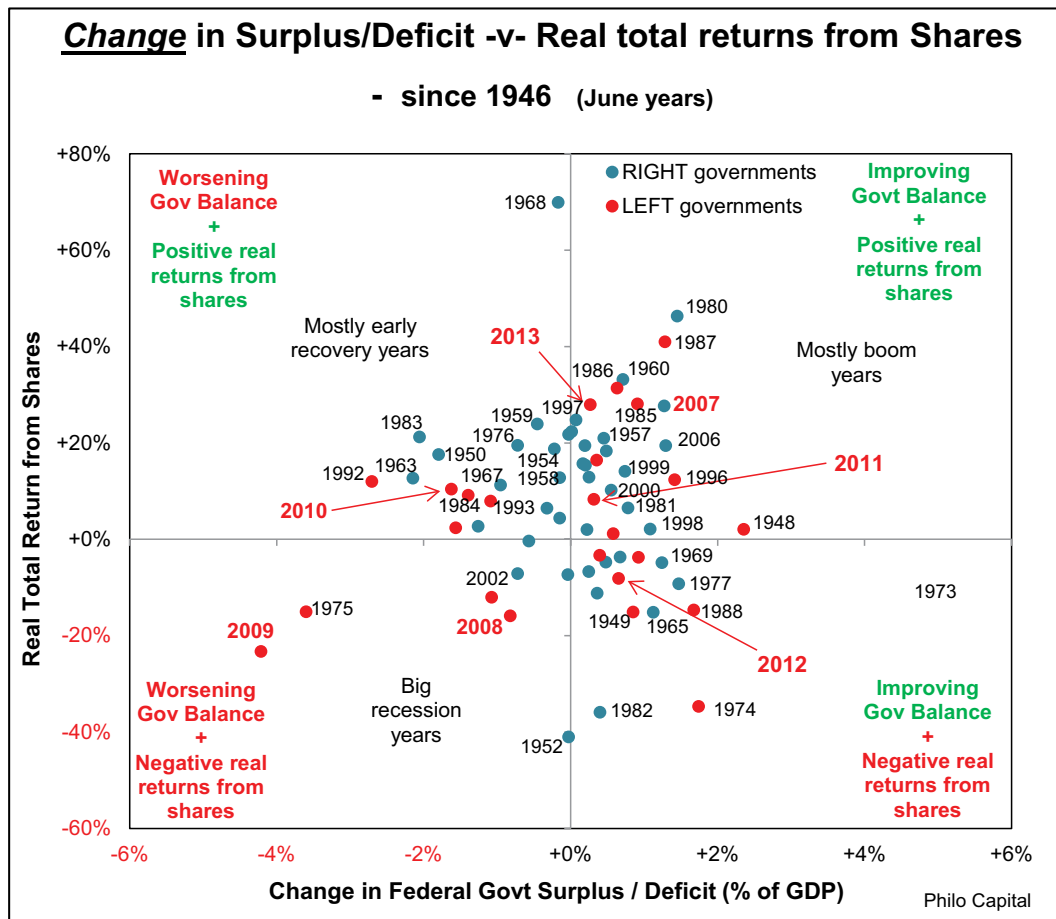 Change in Surplus/Deficit -v- Real total returns from Shares
- since 1946 (June years)
Real Total Return from Shares
+80%
+60%
+40%
+20%
+0%
-20%
-40%
-60%
Worsening
Gov Balance
+
Positive real
returns from
shares
RIGHT governments
LEFT governments
Improving
Govt Balance
+
Positive real
returns from
shares
1968
Mostly early
recovery years
2013
1980
1987
Mostly boom
years
1986
1960
1997
1985
2007
1983
1959
1976
1957
2006
1950
1954
1992
1963
1967
1958
1999
2011
2000
1996
2010
1984
1993
1981
1998
1948
2002
1969
1977
1973
1975
2009
2008
1949
1965
1988
2012
Worsening
Gov Balance
+
Negative real
returns from
shares
Big
recession
years
1982
1974
1952
Improving
Gov Balance
+
Negative real
returns from
shares
-6%
-4%
-2%
+0%
+2%
+4%
+6%
Change in Federal Govt Surplus / Deficit (% of GDP)
Philo Capital